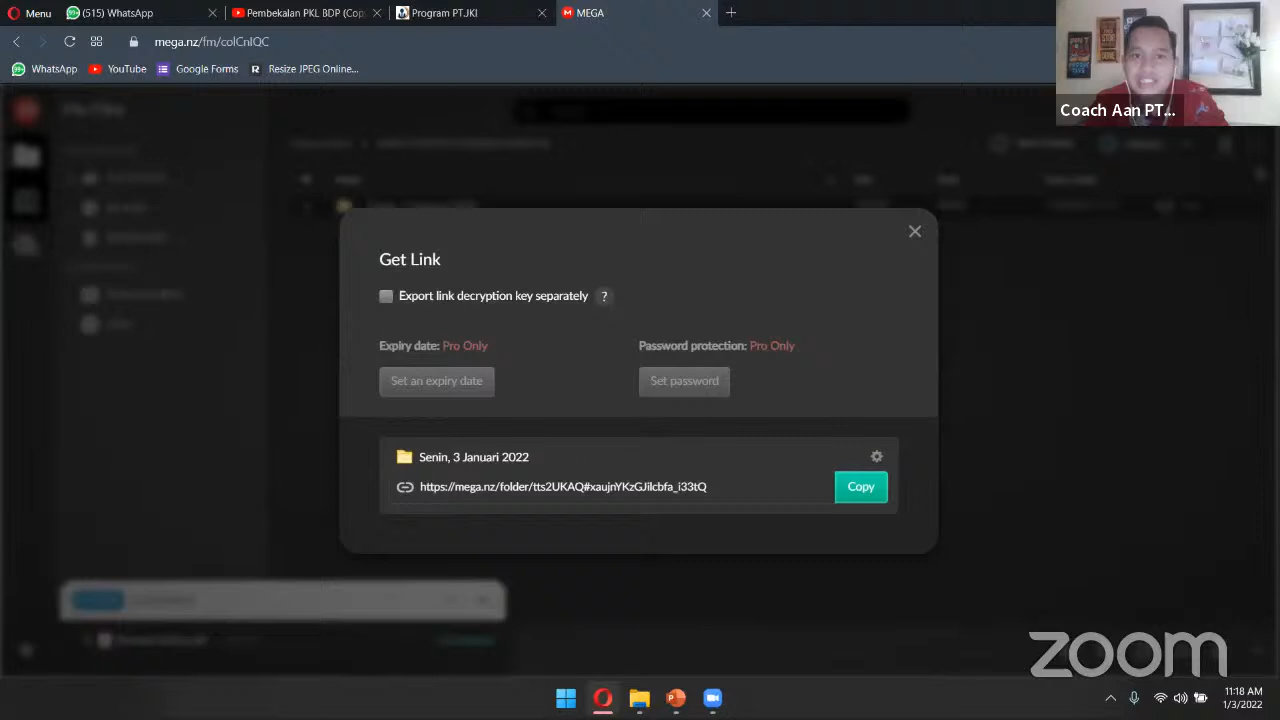 Menu
(515) WhatsApp
Pembekalan PKL BDP (Cop
Program PT.JKI
MEGA
mega.nz/fm/colCnlQC
WhatsApp
YouTube
Google Forms
Resize JPEG Online...
Coach Aan PT...
Get Link
Export link decryption key separately ?
Expiry date: Pro Only
Password protection: Pro Only
Set an expiry date
Set password
Senin, 3 Januari 2022
https://mega.nz/folder/tts2UKAQ#xaujnYKzGJilcbfa_i33tQ
Copy
zoom
11:18 AM
1/3/2022